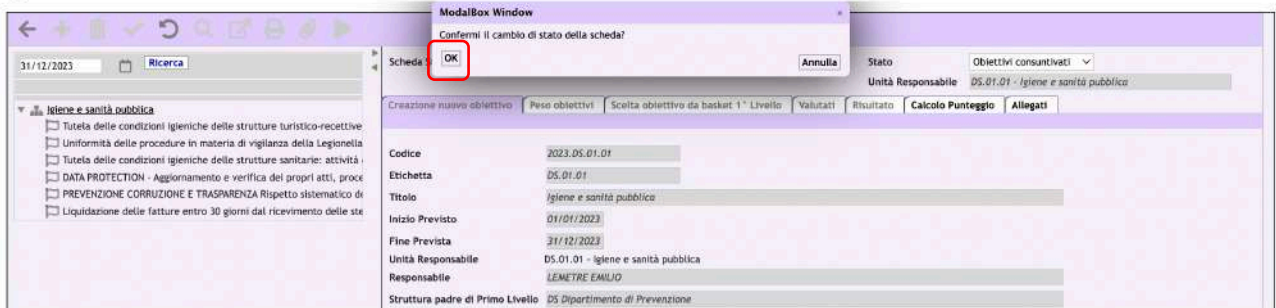 ModalBox Window
×
Confermi il cambio di stato della scheda?
OK
Annulla
31/12/2023
Ricerca
Igiene e sanità pubblica
Tutela delle condizioni igieniche delle strutture turistico-recettive
Uniformità delle procedure in materia di vigilanza della Legionella
Tutela delle condizioni igieniche delle strutture sanitarie: attività
DATA PROTECTION - Aggiornamento e verifica dei propri atti, proce
PREVENZIONE CORRUZIONE E TRASPARENZA Rispetto sistematico de
Liquidazione delle fatture entro 30 giorni dal ricevimento delle ste
Scheda S
Stato
Obiettivi consuntivati
Unità Responsabile
DS.01.01 - Igiene e sanità pubblica
Creazione nuovo obiettivo
Peso obiettivi
Scelta obiettivo da basket 1° Livello
Valutati
Risultato
Calcolo Punteggio
Allegati
Codice 2023.DS.01.01
Etichetta DS.01.01
Titolo Igiene e sanità pubblica
Inizio Previsto 01/01/2023
Fine Prevista 31/12/2023
Unità Responsabile DS.01.01 - Igiene e sanità pubblica
Responsabile LEMETRE EMILIO
Struttura padre di Primo Livello DS Dipartimento di Prevenzione